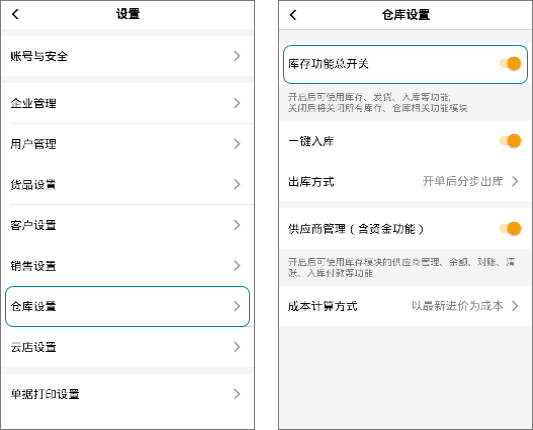 设置
账号与安全
企业管理
用户管理
货品设置
客户设置
销售设置
仓库设置
云店设置
单据打印设置
仓库设置
库存功能总开关
开启后可使用库存、发货、入库等功能;
关闭后将关闭所有库存、仓库相关功能模块
一键入库
出库方式 开单后分步出库
供应商管理（含资金功能）
开启后可使用库存模块的供应商管理、余额、对账、清
账、入库付款等功能
成本计算方式 以最新进价为成本